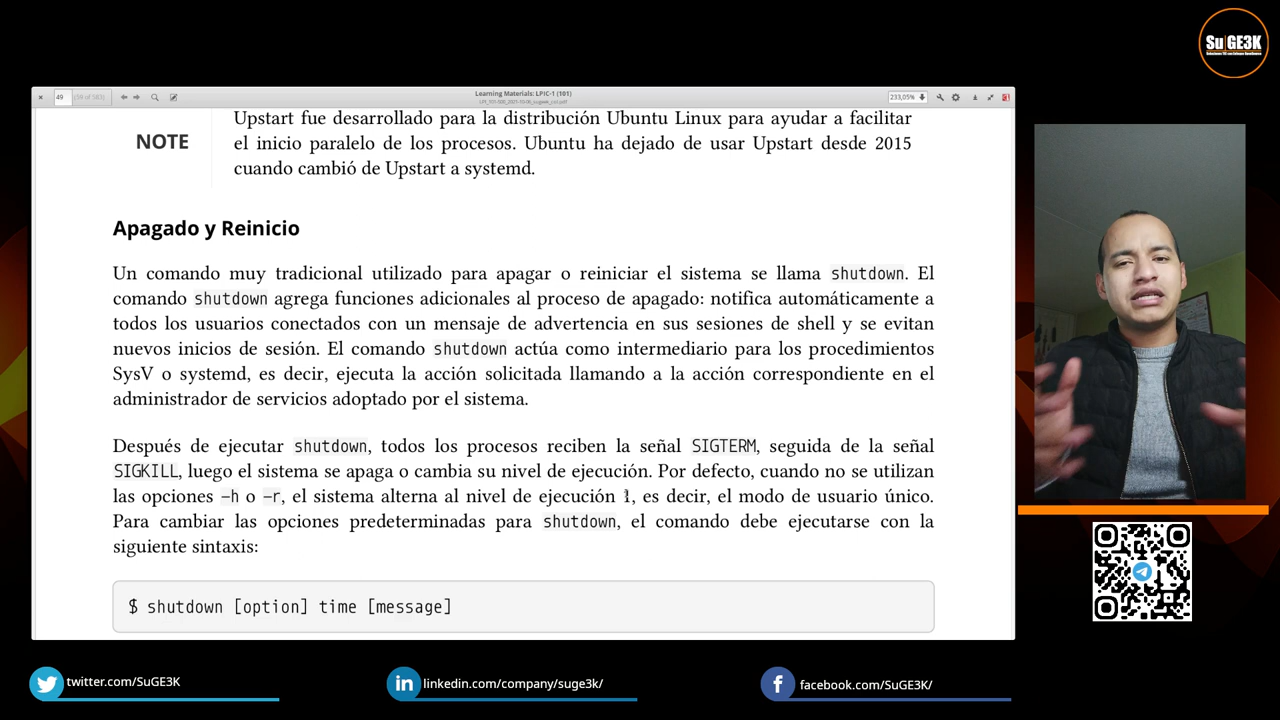 SuGE3K
49
(59 of 583)
Learning Materials: LPIC-1 (101)
233,05%
Upstart fue desarrollado para la distribución Ubuntu Linux para ayudar a facilitar
NOTE
el inicio paralelo de los procesos. Ubuntu ha dejado de usar Upstart desde 2015
cuando cambió de Upstart a systemd.
Apagado y Reinicio
Un comando muy tradicional utilizado para apagar o reiniciar el sistema se llama shutdown. El
comando shutdown agrega funciones adicionales al proceso de apagado: notifica automáticamente a
todos los usuarios conectados con un mensaje de advertencia en sus sesiones de shell y se evitan
nuevos inicios de sesión. El comando shutdown actúa como intermediario para los procedimientos
SysV o systemd, es decir, ejecuta la acción solicitada llamando a la acción correspondiente en el
administrador de servicios adoptado por el sistema.
Después de ejecutar shutdown, todos los procesos reciben la señal SIGTERM, seguida de la señal
SIGKILL, luego el sistema se apaga o cambia su nivel de ejecución. Por defecto, cuando no se utilizan
las opciones -h o -r, el sistema alterna al nivel de ejecución 1, es decir, el modo de usuario único.
Para cambiar las opciones predeterminadas para shutdown, el comando debe ejecutarse con la
siguiente sintaxis:
$ shutdown [option] time [message]
twitter.com/SuGE3K
linkedin.com/company/suge3k/
facebook.com/SuGE3K/